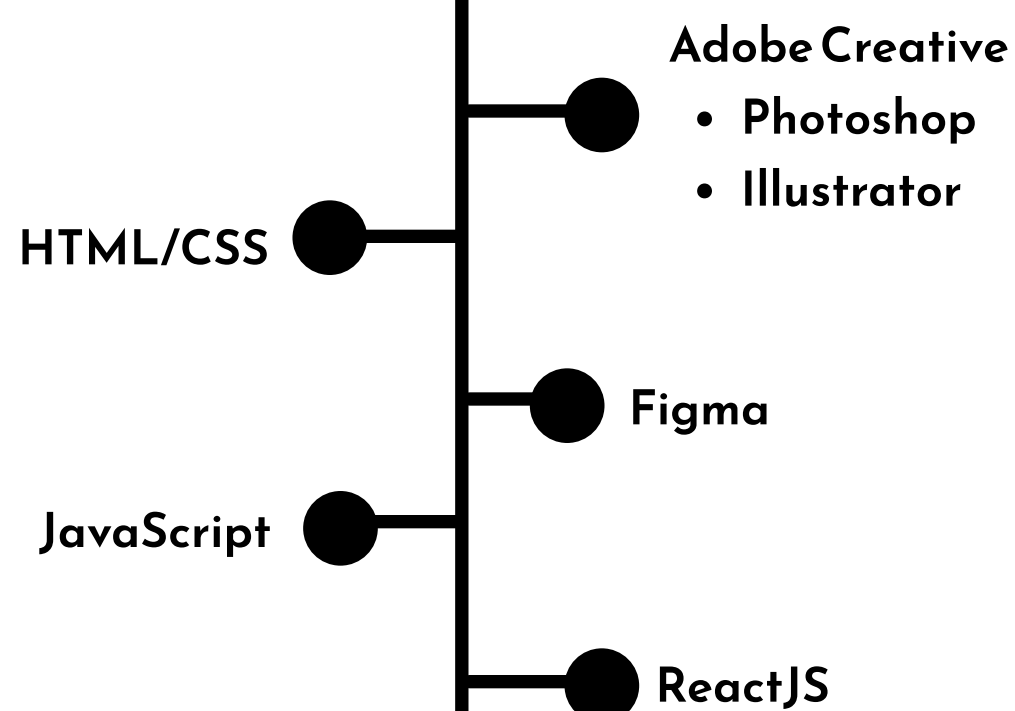 Adobe Creative
• Photoshop
• Illustrator
HTML/CSS
Figma
JavaScript
ReactJS